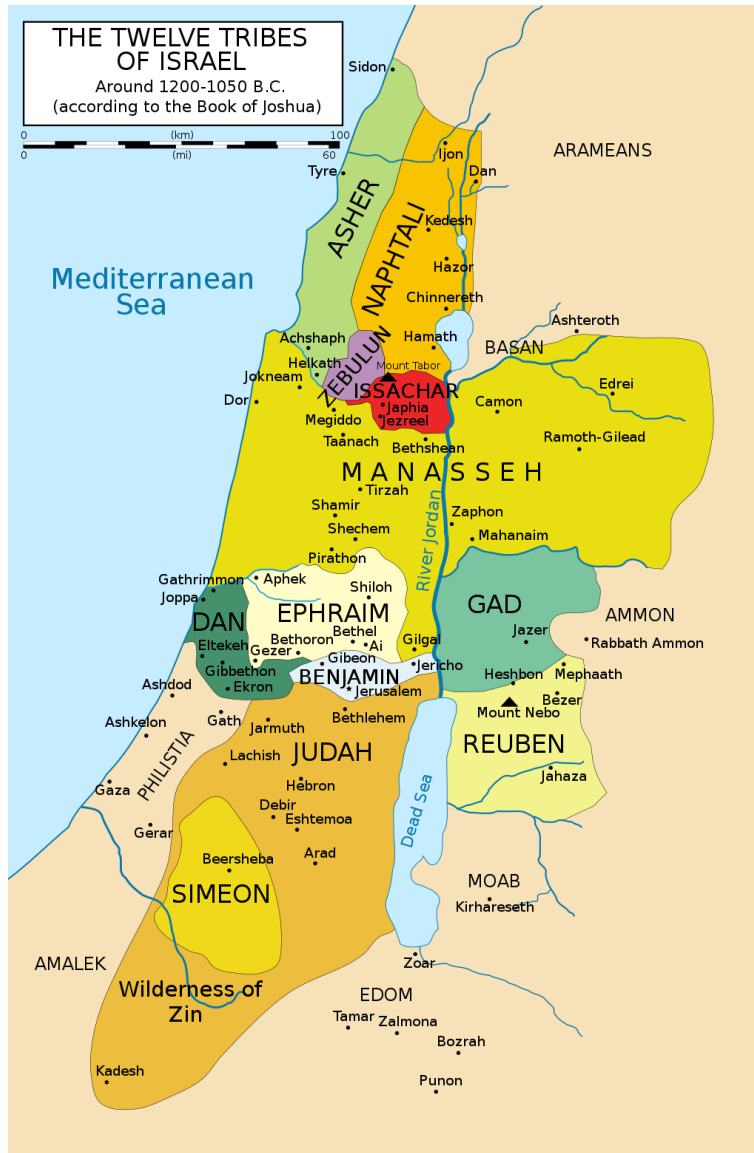 THE TWELVE TRIBES
OF ISRAEL
Around 1200-1050 B.C.
(according to the Book of Joshua)
0 (km) 100
0 (mi) 60
Sidon
Ijon
ARAMEANS
Tyre
Dan
ASHER
NAPHTALI
Kedesh
Hazor
Mediterranean
Sea
Chinnereth
Ashteroth
Achshaph
Hamath
BASAN
ZEBULUN
Helkath
Mount Tabor
Jokneam
ISSACHAR
Edrei
Dor
Japhia
Camon
Megiddo
Jezreel
Taanach
Bethshean
Ramoth-Gilead
MANASSEH
Tirzah
Shamir
Zaphon
Shechem
River Jordan
Mahanaim
Pirathon
Gathrimmon
Aphek
Joppa
Shiloh
DAN
EPHRAIM
GAD
AMMON
Bethel
Jazer
Eltekeh
Bethoron
Ai
Gilgal
Rabbath Ammon
Gezer
Gibeon
Jericho
Gibbethon
BENJAMIN
Heshbon
Mephaath
Ashdod
Ekron
Jerusalem
Bezer
Mount Nebo
Ashkelon
Gath
Jarmuth
Bethlehem
PHILISTIA
JUDAH
REUBEN
Lachish
Jahaza
Gaza
Hebron
Debir
Dead Sea
Gerar
Eshtemoa
Beersheba
Arad
SIMEON
MOAB
Kirhareseth
AMALEK
Zoar
Wilderness of
Zin
EDOM
Tamar
Zalmona
Bozrah
Kadesh
Punon